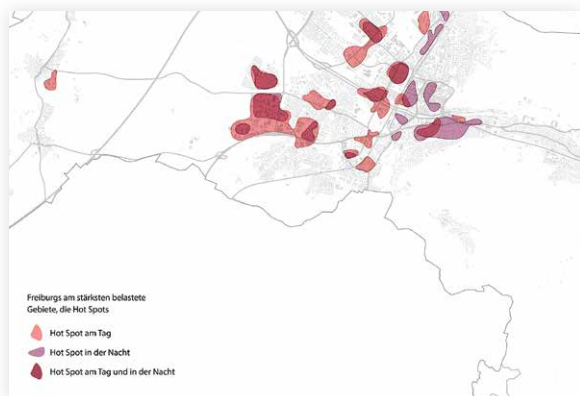 Freiburgs am stärksten belastete
Gebiete, die Hot Spots
Hot Spot am Tag
Hot Spot in der Nacht
Hot Spot am Tag und in der Nacht